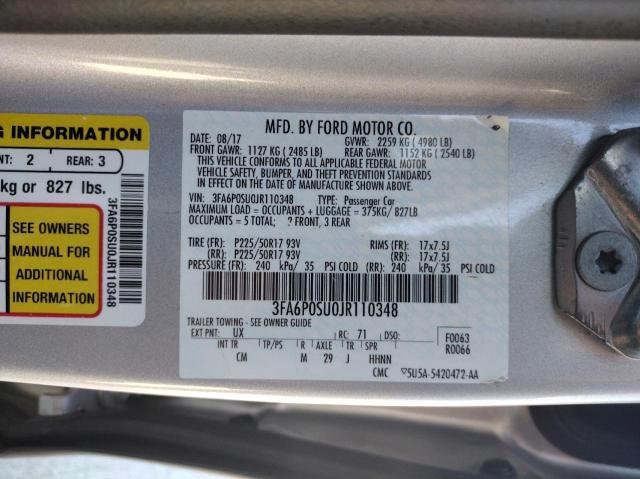 G INFORMATION
NT: 2 REAR: 3
kg or 827 lbs.
SEE OWNERS
MANUAL FOR
ADDITIONAL
INFORMATION
3FA6P0SU0JR110348
MFD. BY FORD MOTOR CO.
DATE: 08/17 GVWR: 2259 KG ( 4980 LB)
FRONT GAWR: 1127 KG ( 2485 LB) REAR GAWR: 1152 KG ( 2540 LB)
THIS VEHICLE CONFORMS TO ALL APPLICABLE FEDERAL MOTOR
VEHICLE SAFETY, BUMPER, AND THEFT PREVENTION STANDARDS
IN EFFECT ON THE DATE OF MANUFACTURE SHOWN ABOVE.
VIN: 3FA6P0SU0JR110348 TYPE: Passenger Car
MAXIMUM LOAD = OCCUPANTS + LUGGAGE = 375KG/ 827LB
OCCUPANTS = 5 TOTAL; 2 FRONT, 3 REAR
TIRE (FR): P225/50R17 93V RIMS (FR): 17x7.5J
(RR): P225/50R17 93V (RR): 17x7.5J
PRESSURE (FR): 240 kPa/ 35 PSI COLD (RR): 240 kPa/ 35 PSI COLD
3FA6P0SU0JR110348
TRAILER TOWING - SEE OWNER GUIDE
EXT PNT: UX RC: 71 DSO: F0063
INT TR TP/PS R AXLE TR SPR R0066
CM M 29 J HHNN
CMC ▽5U5A-5420472-AA